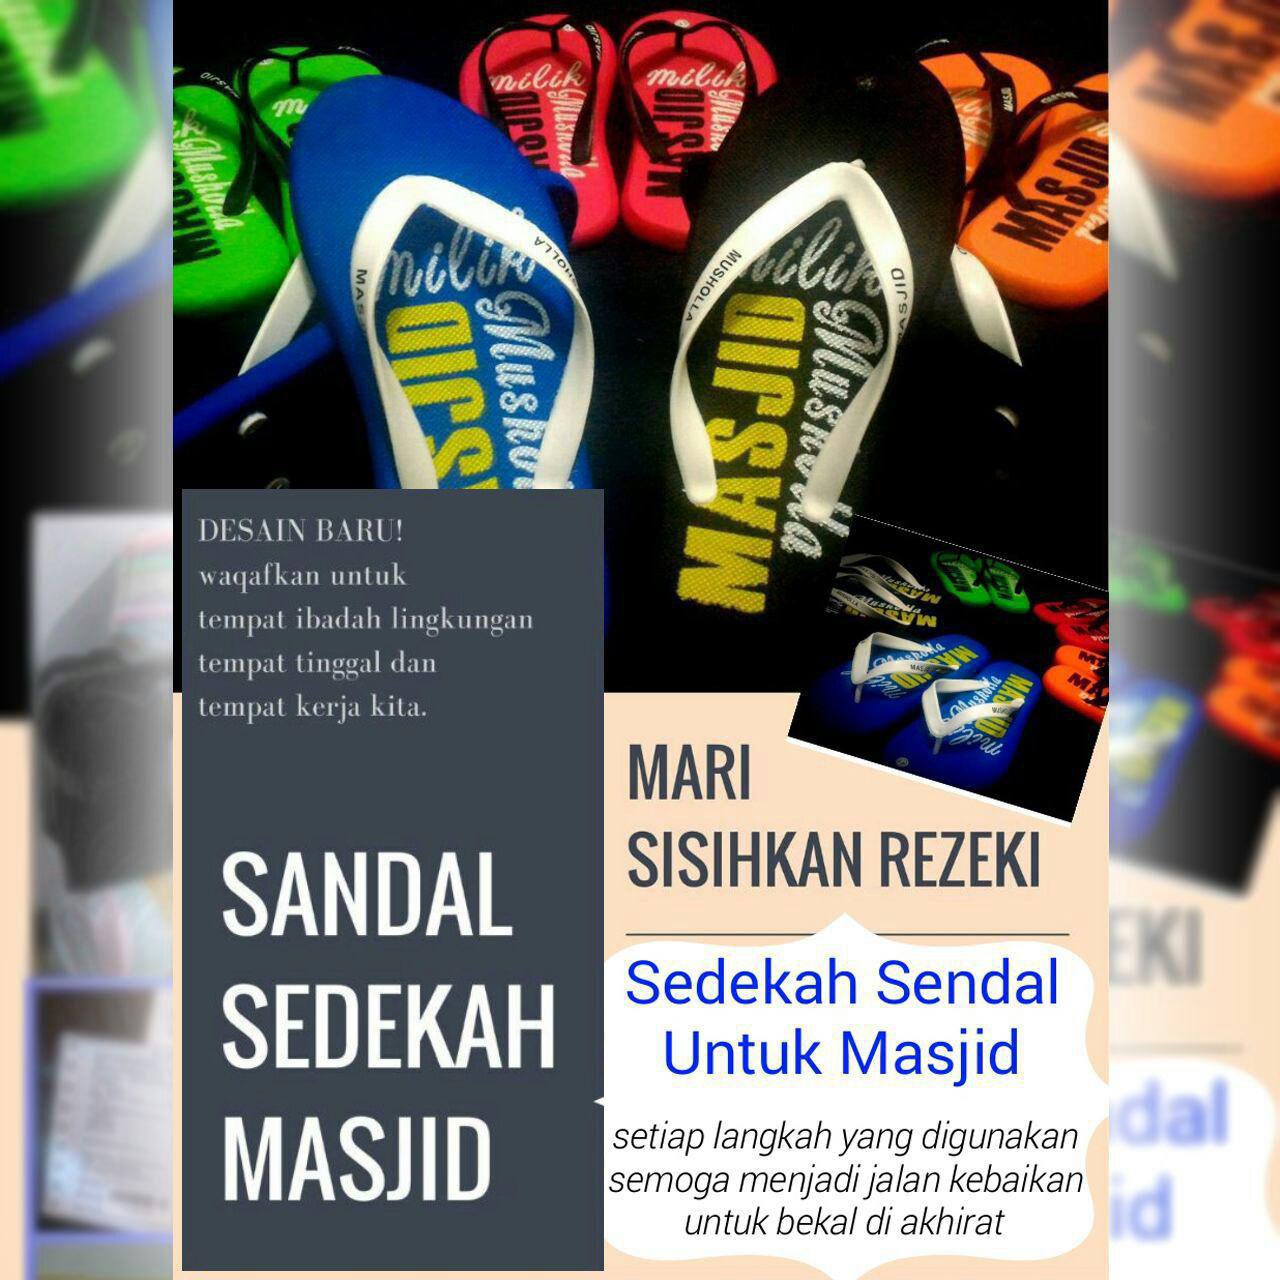 milik
MASJID
Musholla
milik
MASJID
Musholla
MUSHOLLA
MASJID
DESAIN BARU!
waqafkan untuk
tempat ibadah lingkungan
tempat tinggal dan
tempat kerja kita.
SANDAL
SEDEKAH
MASJID
MARI
SISIHKAN REZEKI
Sedekah Sendal
Untuk Masjid
setiap langkah yang digunakan
semoga menjadi jalan kebaikan
untuk bekal di akhirat